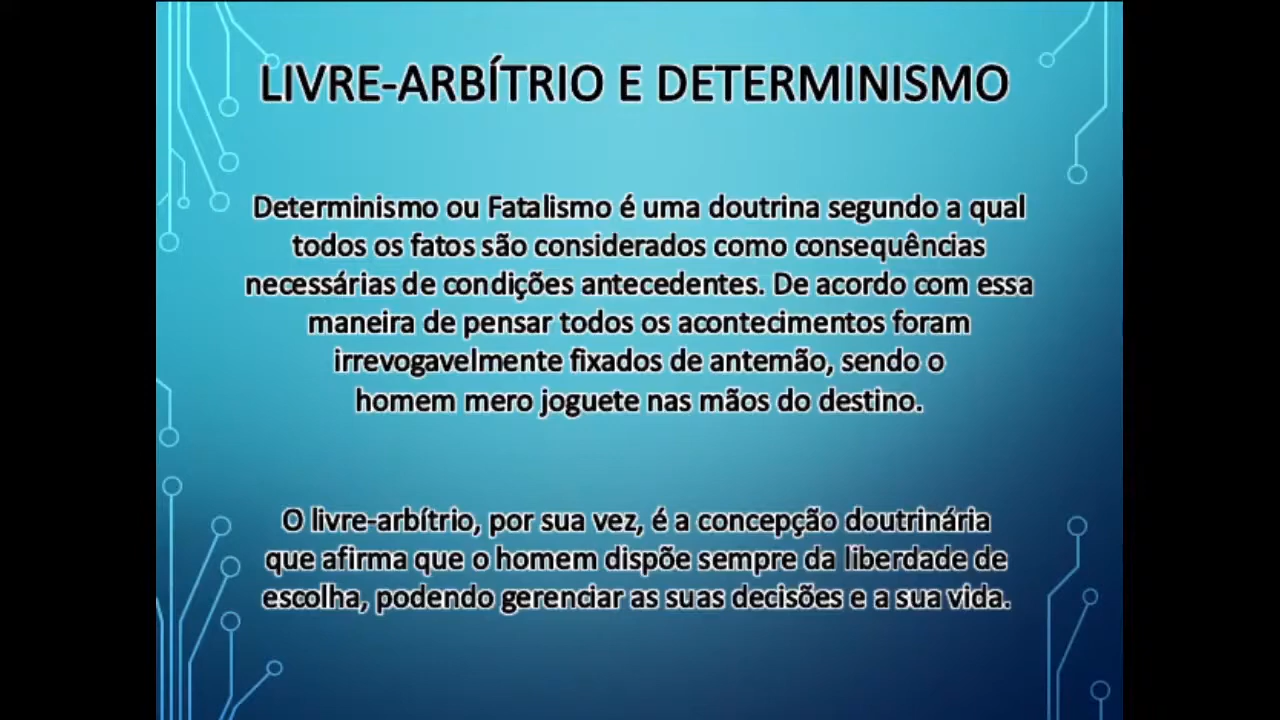 LIVRE-ARBÍTRIO E DETERMINISMO
Determinismo ou Fatalismo é uma doutrina segundo a qual
todos os fatos são considerados como consequências
necessárias de condições antecedentes. De acordo com essa
maneira de pensar todos os acontecimentos foram
irrevogavelmente fixados de antemão, sendo o
homem mero joguete nas mãos do destino.
O livre-arbítrio, por sua vez, é a concepção doutrinária
que afirma que o homem dispõe sempre da liberdade de
escolha, podendo gerenciar as suas decisões e a sua vida.